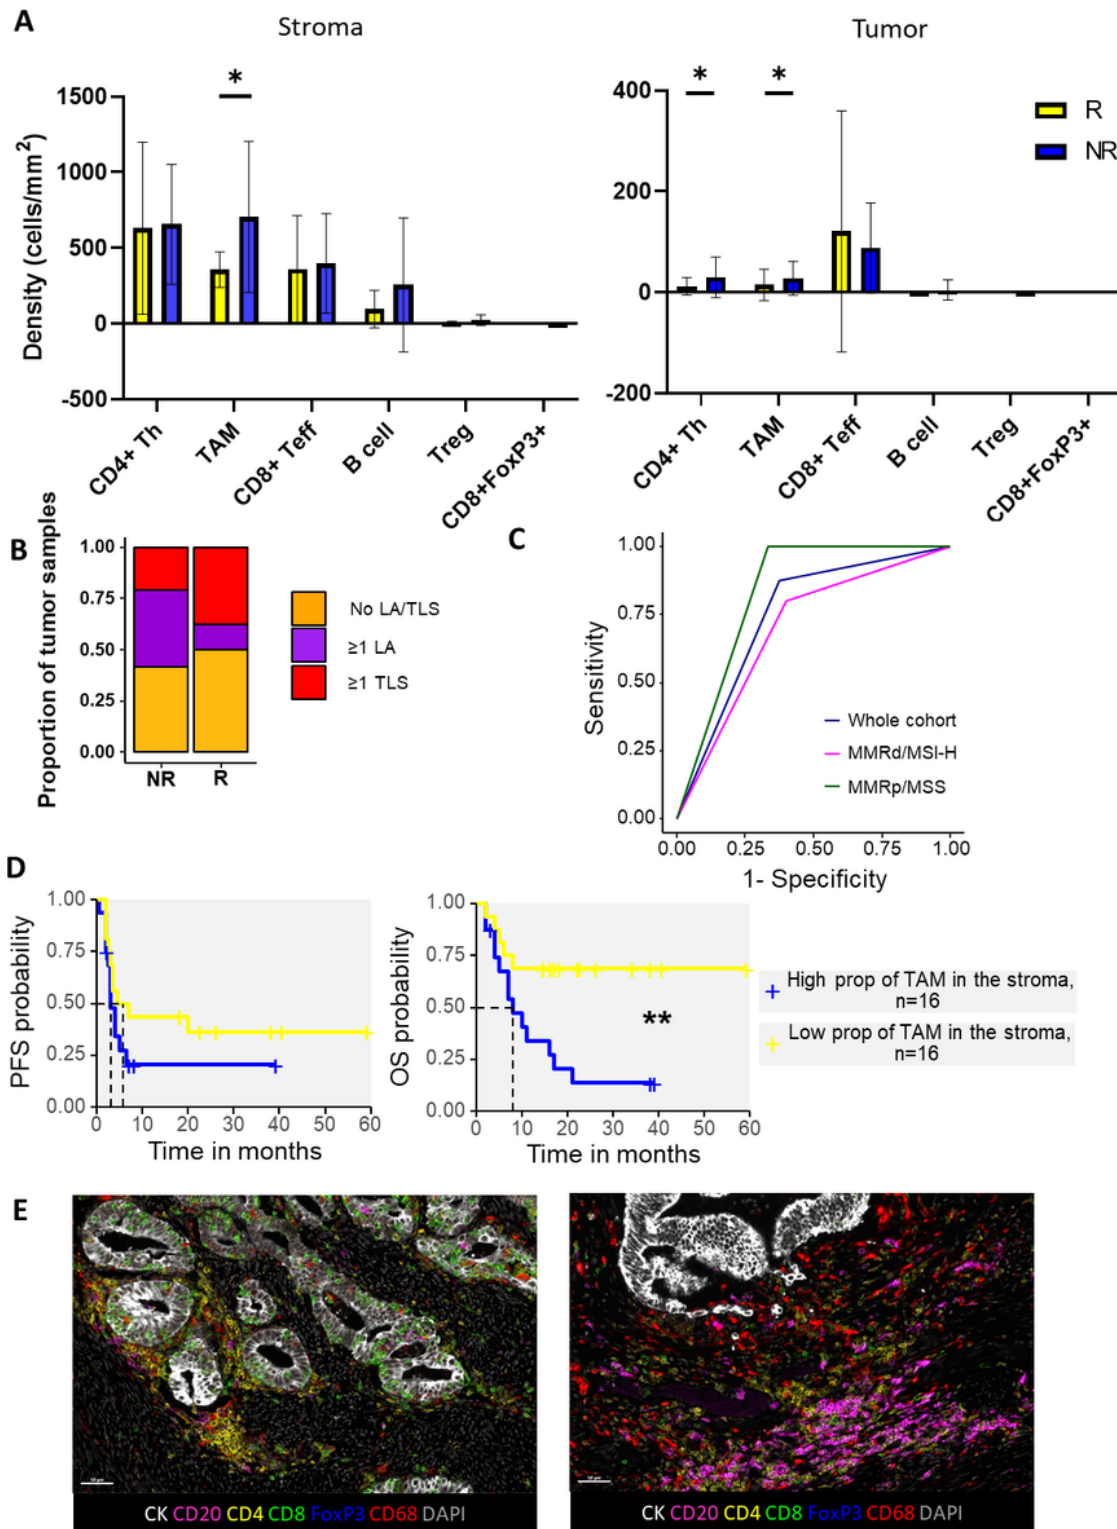 A
Stroma
Tumor
Density (cells/mm²)
1500
1000
500
0
-500
*
CD4+ Th
TAM
CD8+ Teff
B cell
Treg
CD8+FoxP3+
400
200
0
-200
*
*
R
NR
CD4+ Th
TAM
CD8+ Teff
B cell
Treg
CD8+FoxP3+
B
Proportion of tumor samples
1.00
0.75
0.50
0.25
0.00
NR
R
No LA/TLS
≥1 LA
≥1 TLS
C
Sensitivity
1.00
0.75
0.50
0.25
0.00
Whole cohort
MMRd/MSI-H
MMRp/MSS
0.00 0.25 0.50 0.75 1.00
1- Specificity
D
PFS probability
1.00
0.75
0.50
0.25
0.00
0 10 20 30 40 50 60
Time in months
OS probability
1.00
0.75
0.50
0.25
0.00
**
0 10 20 30 40 50 60
Time in months
High prop of TAM in the stroma,
n=16
Low prop of TAM in the stroma,
n=16
E
CK CD20 CD4 CD8 FoxP3 CD68 DAPI
CK CD20 CD4 CD8 FoxP3 CD68 DAPI